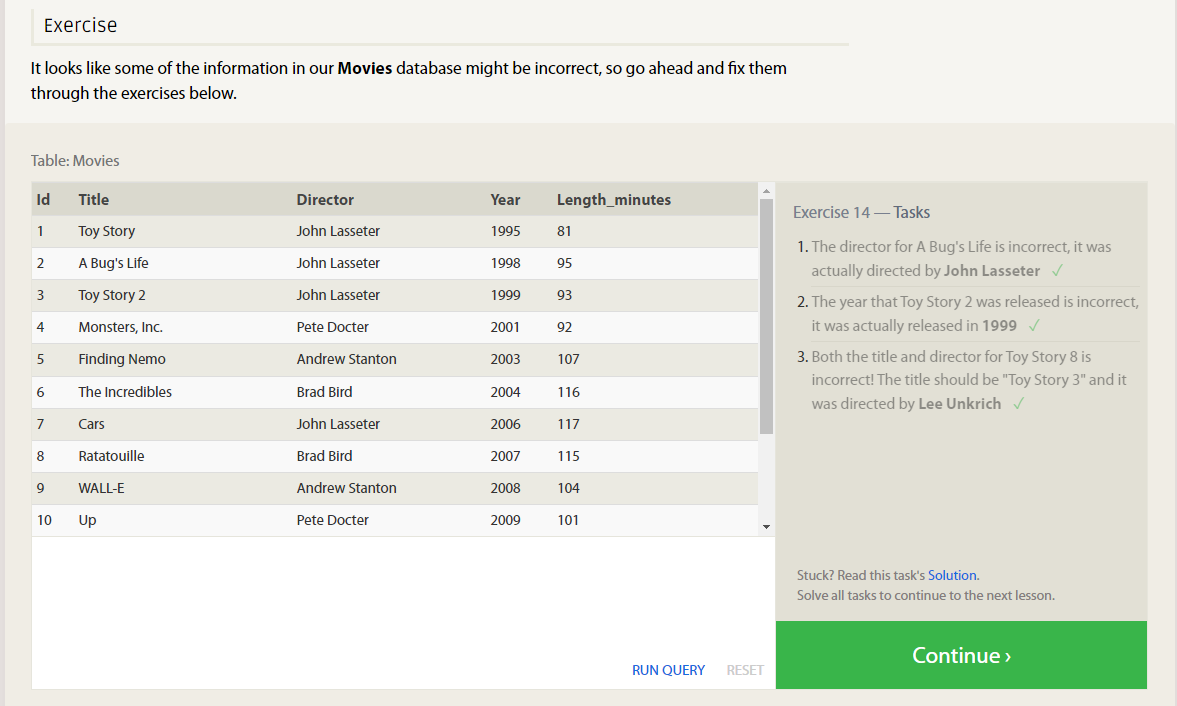 Exercise
It looks like some of the information in our Movies database might be incorrect, so go ahead and fix them
through the exercises below.
Table: Movies
Id Title Director Year Length_minutes
1 Toy Story John Lasseter 1995 81
2 A Bug's Life John Lasseter 1998 95
3 Toy Story 2 John Lasseter 1999 93
4 Monsters, Inc. Pete Docter 2001 92
5 Finding Nemo Andrew Stanton 2003 107
6 The Incredibles Brad Bird 2004 116
7 Cars John Lasseter 2006 117
8 Ratatouille Brad Bird 2007 115
9 WALL-E Andrew Stanton 2008 104
10 Up Pete Docter 2009 101
RUN QUERY RESET
Exercise 14 — Tasks
1. The director for A Bug's Life is incorrect, it was
actually directed by John Lasseter ✓
2. The year that Toy Story 2 was released is incorrect,
it was actually released in 1999 ✓
3. Both the title and director for Toy Story 8 is
incorrect! The title should be "Toy Story 3" and it
was directed by Lee Unkrich ✓
Stuck? Read this task's Solution.
Solve all tasks to continue to the next lesson.
Continue ›